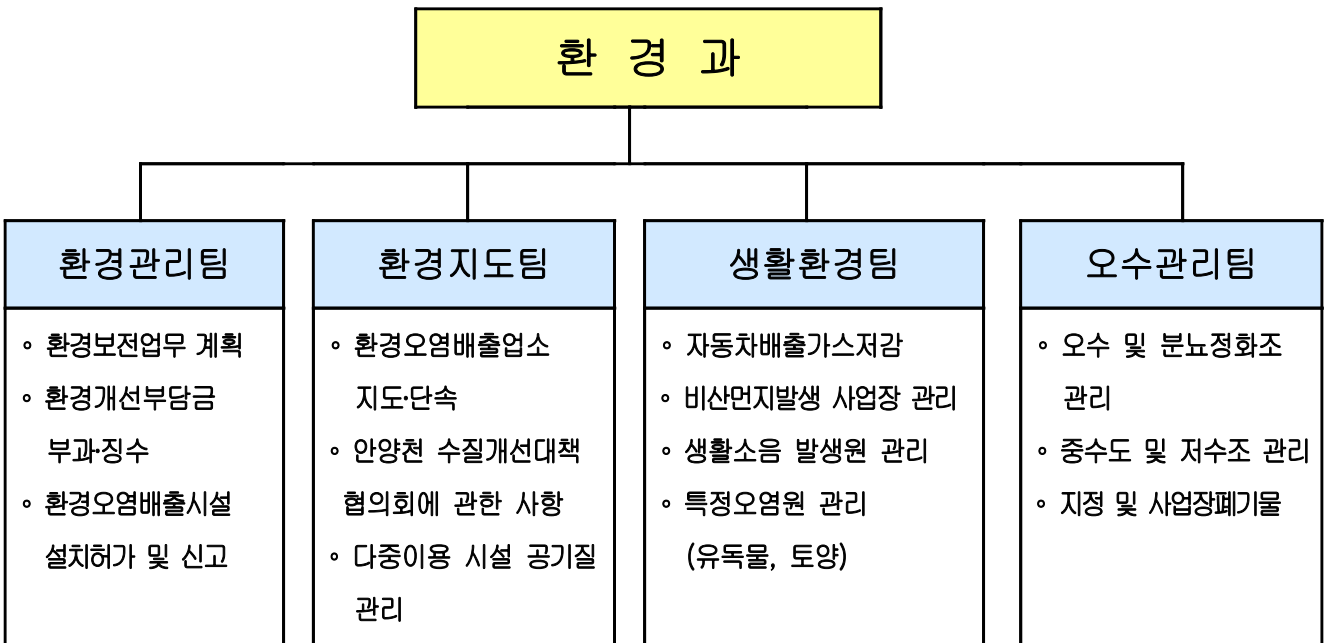 환 경 과
환경관리팀
◦ 환경보전업무 계획
◦ 환경개선부담금
부과·징수
◦ 환경오염배출시설
설치허가 및 신고
환경지도팀
◦ 환경오염배출업소
지도·단속
◦ 안양천 수질개선대책
협의회에 관한 사항
◦ 다중이용 시설 공기질
관리
생활환경팀
◦ 자동차배출가스저감
◦ 비산먼지발생 사업장 관리
◦ 생활소음 발생원 관리
◦ 특정오염원 관리
(유독물, 토양)
오수관리팀
◦ 오수 및 분뇨정화조
관리
◦ 중수도 및 저수조 관리
◦ 지정 및 사업장폐기물